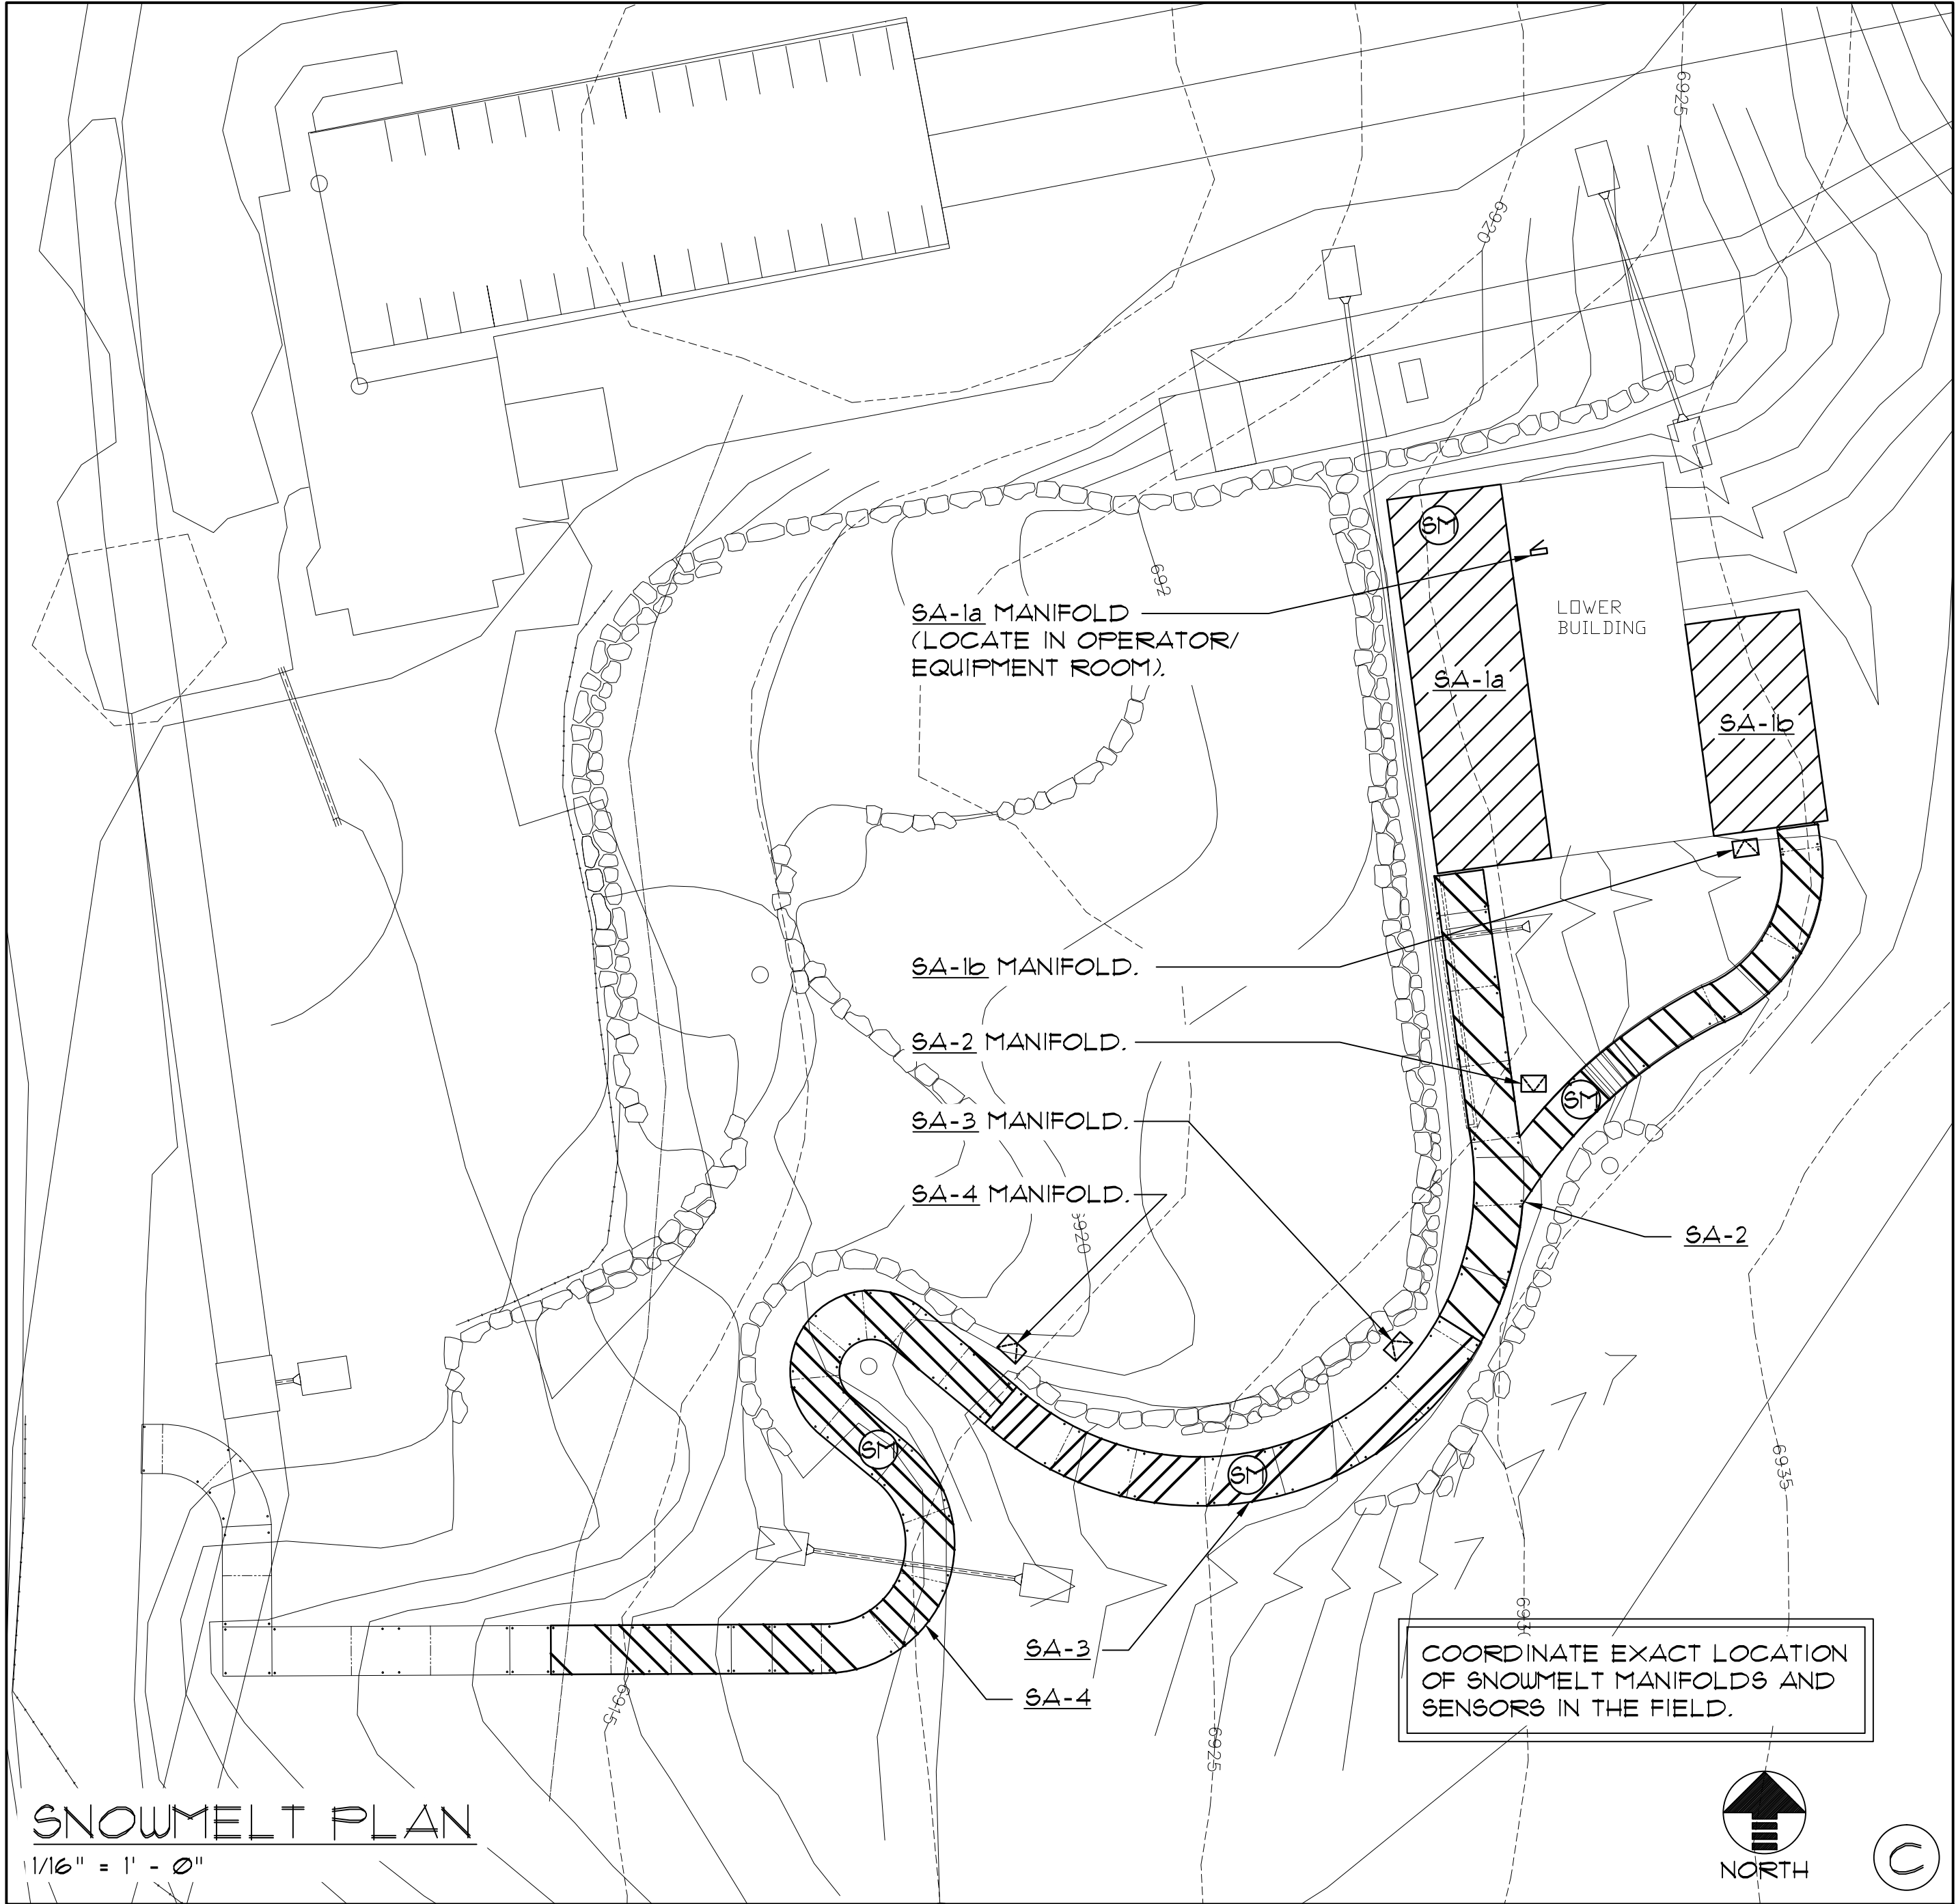 6925
6920
SM
692
SA-1a MANIFOLD
(LOCATE IN OPERATOR/
EQUIPMENT ROOM).
LOWER
BUILDING
SA-1a
SA-1b
SA-1b MANIFOLD.
SA-2 MANIFOLD.
SM
SA-3 MANIFOLD.
SA-4 MANIFOLD.
6920
SA-2
SM
SM
6935
SA-3
SA-4
6915
6925
6930
COORDINATE EXACT LOCATION
OF SNOWMELT MANIFOLDS AND
SENSORS IN THE FIELD.
SNOWMELT PLAN
1/16" = 1' - 0"
NORTH
C